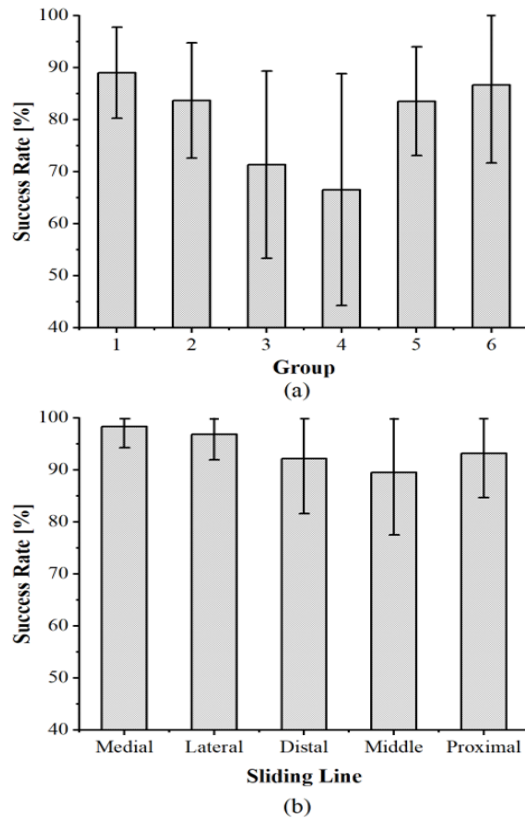 Success Rate [%]
100
90
80
70
60
50
40
1 2 3 4 5 6
Group
(a)
Success Rate [%]
100
90
80
70
60
50
40
Medial Lateral Distal Middle Proximal
Sliding Line
(b)